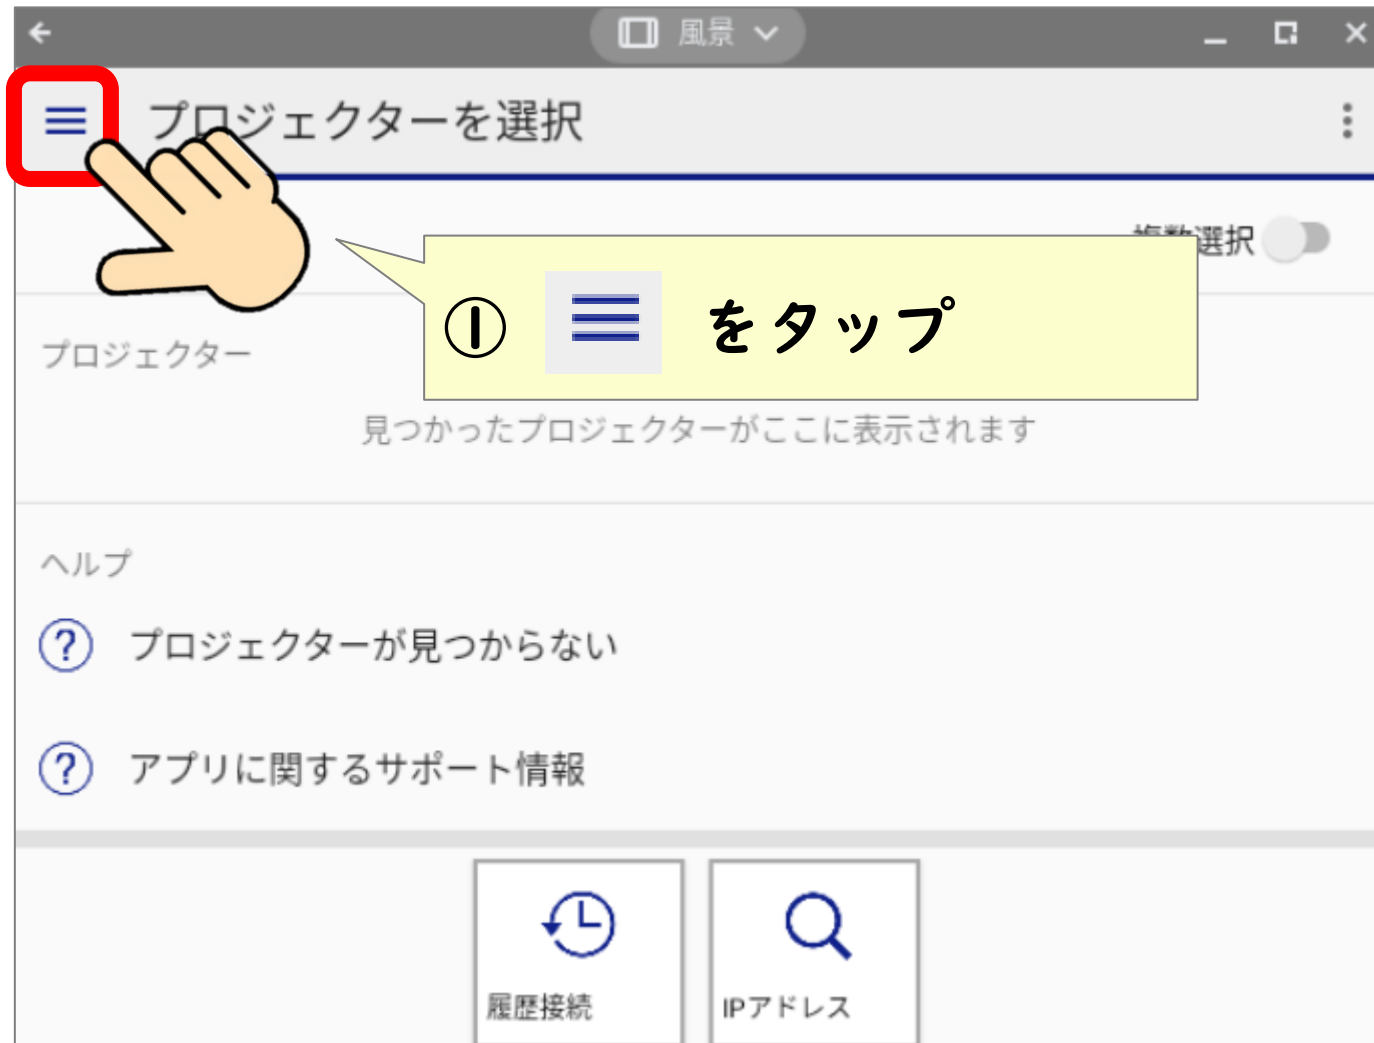 風景
プロジェクターを選択
選択
① をタップ
プロジェクター
見つかったプロジェクターがここに表示されます
ヘルプ
? プロジェクターが見つからない
? アプリに関するサポート情報
履歴接続
IPアドレス